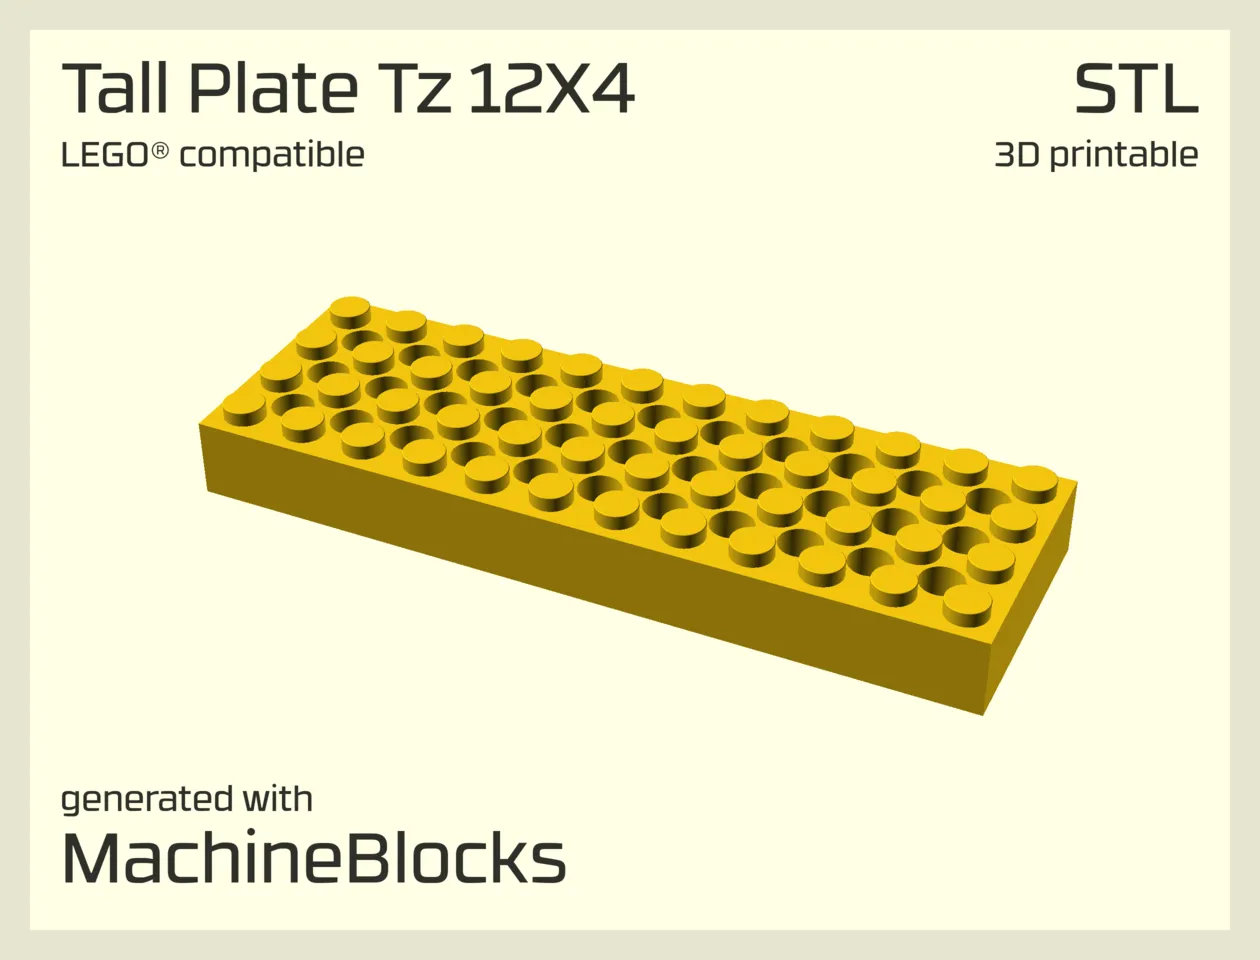 Tall Plate Tz 12X4
LEGO® compatible
STL
3D printable
generated with
MachineBlocks